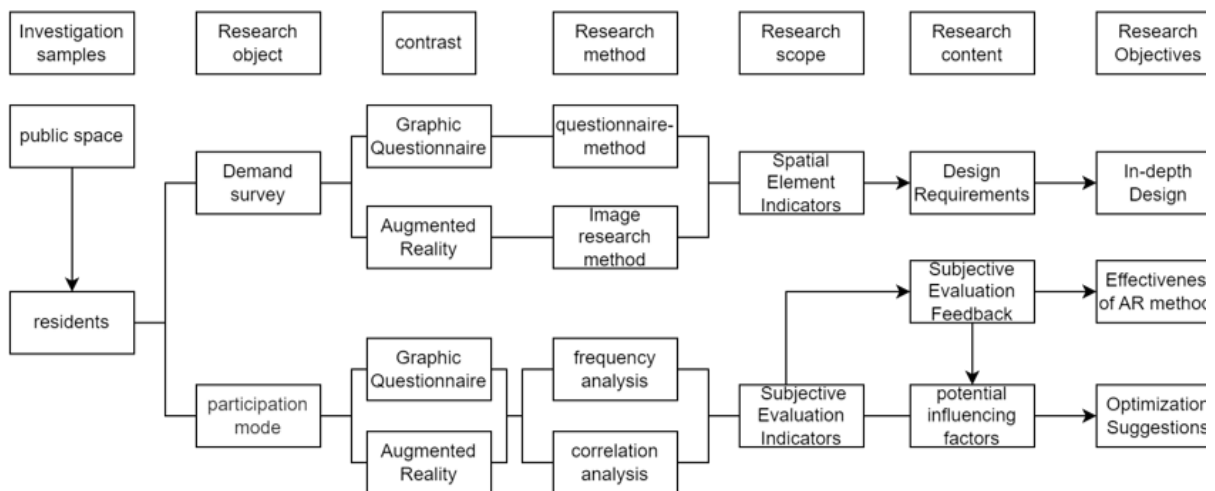 Investigation
samples
Research
object
contrast
Research
method
Research
scope
Research
content
Research
Objectives
public space
residents
Demand
survey
participation
mode
Graphic
Questionnaire
Augmented
Reality
questionnaire-
method
Image
research
method
Spatial
Element
Indicators
Design
Requirements
In-depth
Design
Graphic
Questionnaire
Augmented
Reality
frequency
analysis
correlation
analysis
Subjective
Evaluation
Indicators
Subjective
Evaluation
Feedback
potential
influencing
factors
Effectiveness
of AR method
Optimization
Suggestions